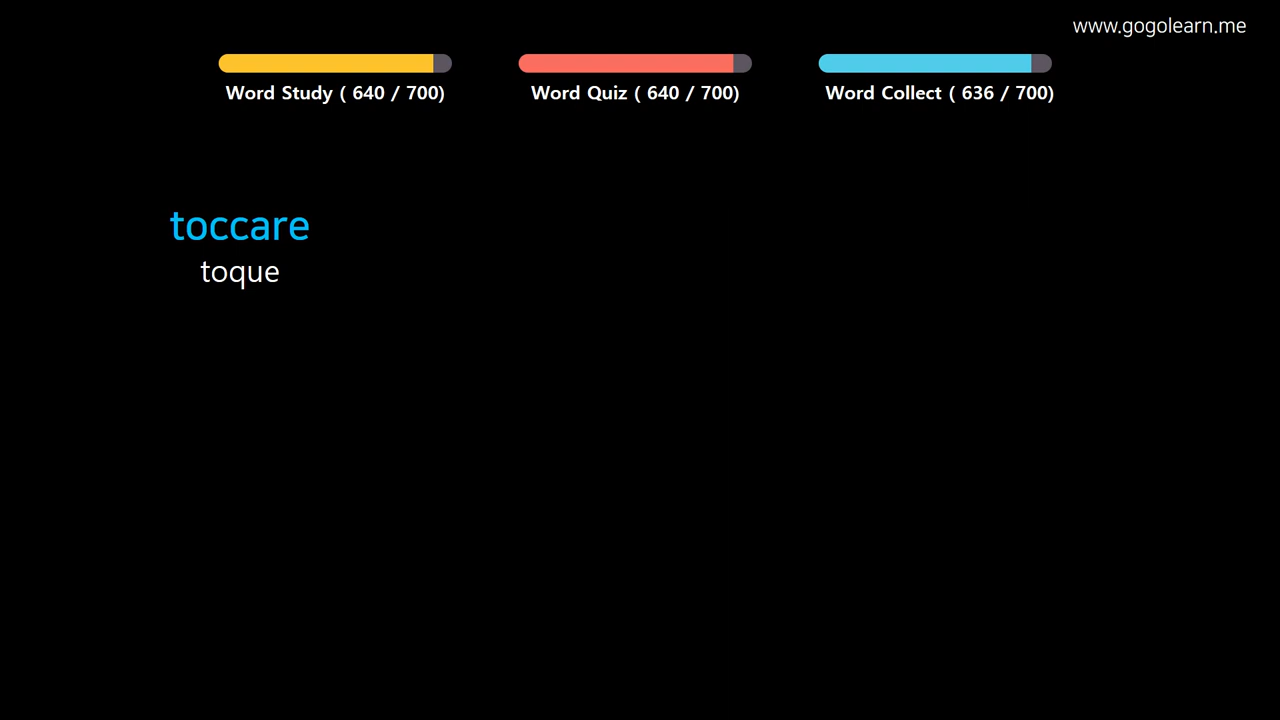 www.gogolearn.me
Word Study ( 640 / 700)
Word Quiz ( 640 / 700)
Word Collect ( 636 / 700)
toccare
toque